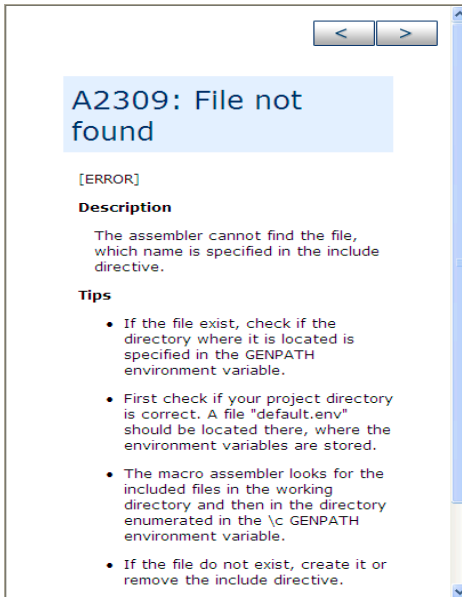 < >
A2309: File not
found
[ERROR]
Description
The assembler cannot find the file,
which name is specified in the include
directive.
Tips
• If the file exist, check if the
directory where it is located is
specified in the GENPATH
environment variable.
• First check if your project directory
is correct. A file "default.env"
should be located there, where the
environment variables are stored.
• The macro assembler looks for the
included files in the working
directory and then in the directory
enumerated in the \c GENPATH
environment variable.
• If the file do not exist, create it or
remove the include directive.